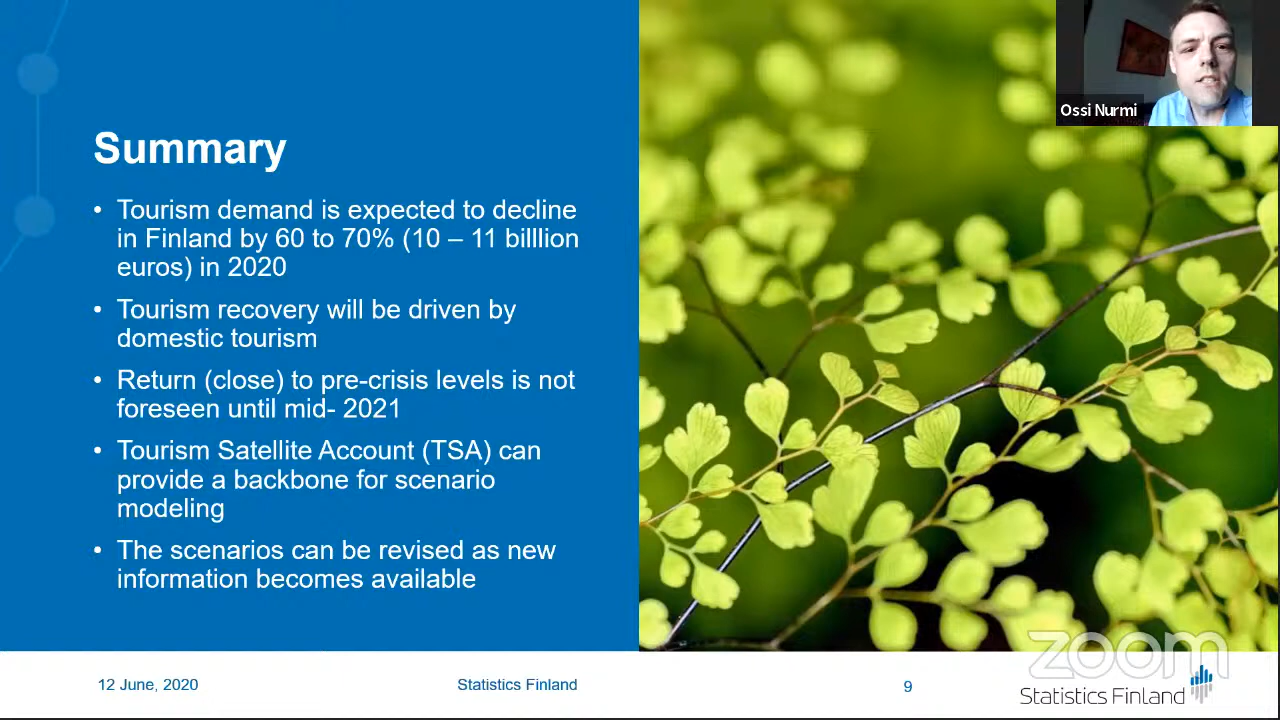 Ossi Nurmi
Summary
• Tourism demand is expected to decline
in Finland by 60 to 70% (10 – 11 billlion
euros) in 2020
• Tourism recovery will be driven by
domestic tourism
• Return (close) to pre-crisis levels is not
foreseen until mid- 2021
• Tourism Satellite Account (TSA) can
provide a backbone for scenario
modeling
• The scenarios can be revised as new
information becomes available
zoom
12 June, 2020
Statistics Finland
9
Statistics Finland